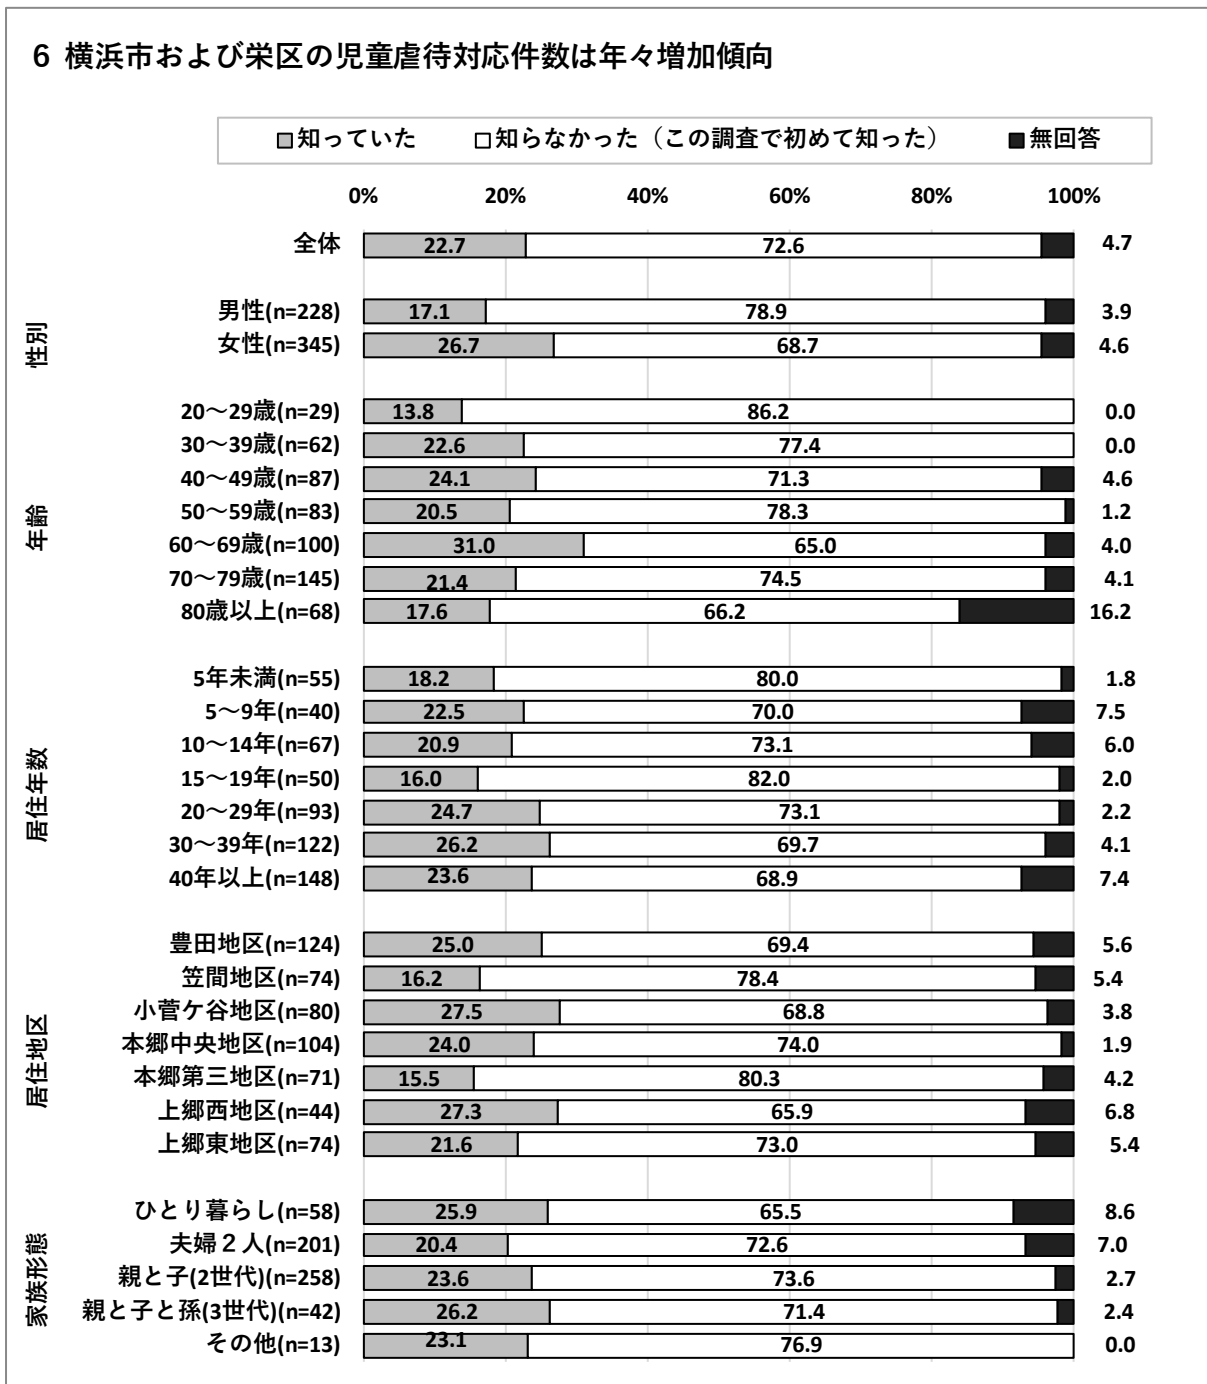 6 横浜市および栄区の児童虐待対応件数は年々増加傾向
知っていた 知らなかった（この調査で初めて知った） 無回答
0% 20% 40% 60% 80% 100%
全体 22.7 72.6 4.7
性別
男性(n=228) 17.1 78.9 3.9
女性(n=345) 26.7 68.7 4.6
年齢
20～29歳(n=29) 13.8 86.2 0.0
30～39歳(n=62) 22.6 77.4 0.0
40～49歳(n=87) 24.1 71.3 4.6
50～59歳(n=83) 20.5 78.3 1.2
60～69歳(n=100) 31.0 65.0 4.0
70～79歳(n=145) 21.4 74.5 4.1
80歳以上(n=68) 17.6 66.2 16.2
居住年数
5年未満(n=55) 18.2 80.0 1.8
5～9年(n=40) 22.5 70.0 7.5
10～14年(n=67) 20.9 73.1 6.0
15～19年(n=50) 16.0 82.0 2.0
20～29年(n=93) 24.7 73.1 2.2
30～39年(n=122) 26.2 69.7 4.1
40年以上(n=148) 23.6 68.9 7.4
居住地区
豊田地区(n=124) 25.0 69.4 5.6
笠間地区(n=74) 16.2 78.4 5.4
小菅ケ谷地区(n=80) 27.5 68.8 3.8
本郷中央地区(n=104) 24.0 74.0 1.9
本郷第三地区(n=71) 15.5 80.3 4.2
上郷西地区(n=44) 27.3 65.9 6.8
上郷東地区(n=74) 21.6 73.0 5.4
家族形態
ひとり暮らし(n=58) 25.9 65.5 8.6
夫婦２人(n=201) 20.4 72.6 7.0
親と子(2世代)(n=258) 23.6 73.6 2.7
親と子と孫(3世代)(n=42) 26.2 71.4 2.4
その他(n=13) 23.1 76.9 0.0